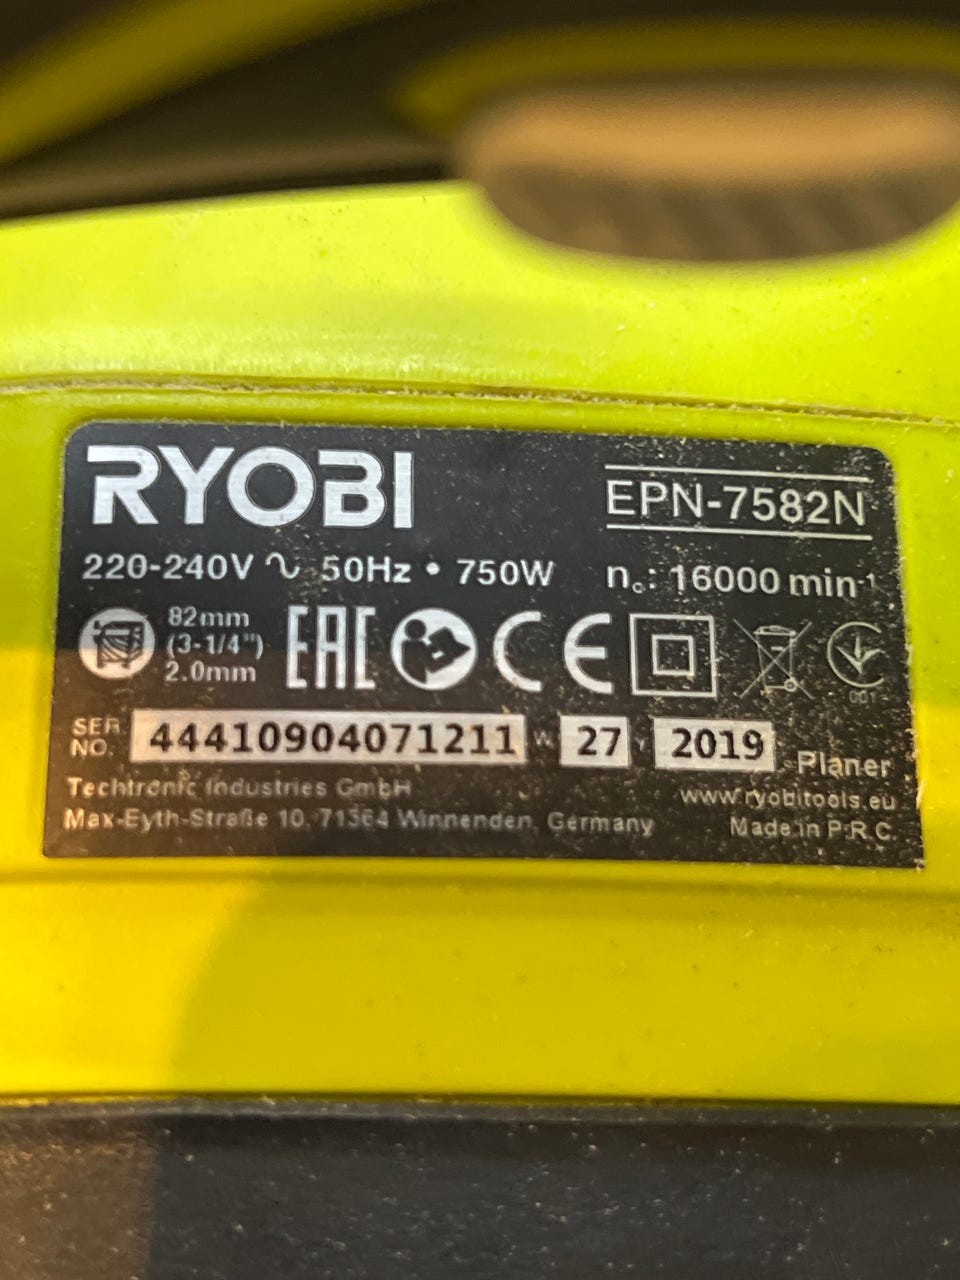 RYOBI
EPN-7582N
220-240V ∿ 50Hz • 750W
n₀: 16000 min⁻¹
82mm
(3-1/4")
2.0mm
EAC CE
001
SER. NO. 44410904071211 W 27 Y 2019
Planer
Techtronic Industries GmbH
www.ryobitools.eu
Max-Eyth-Straße 10, 71364 Winnenden, Germany
Made in P.R.C.